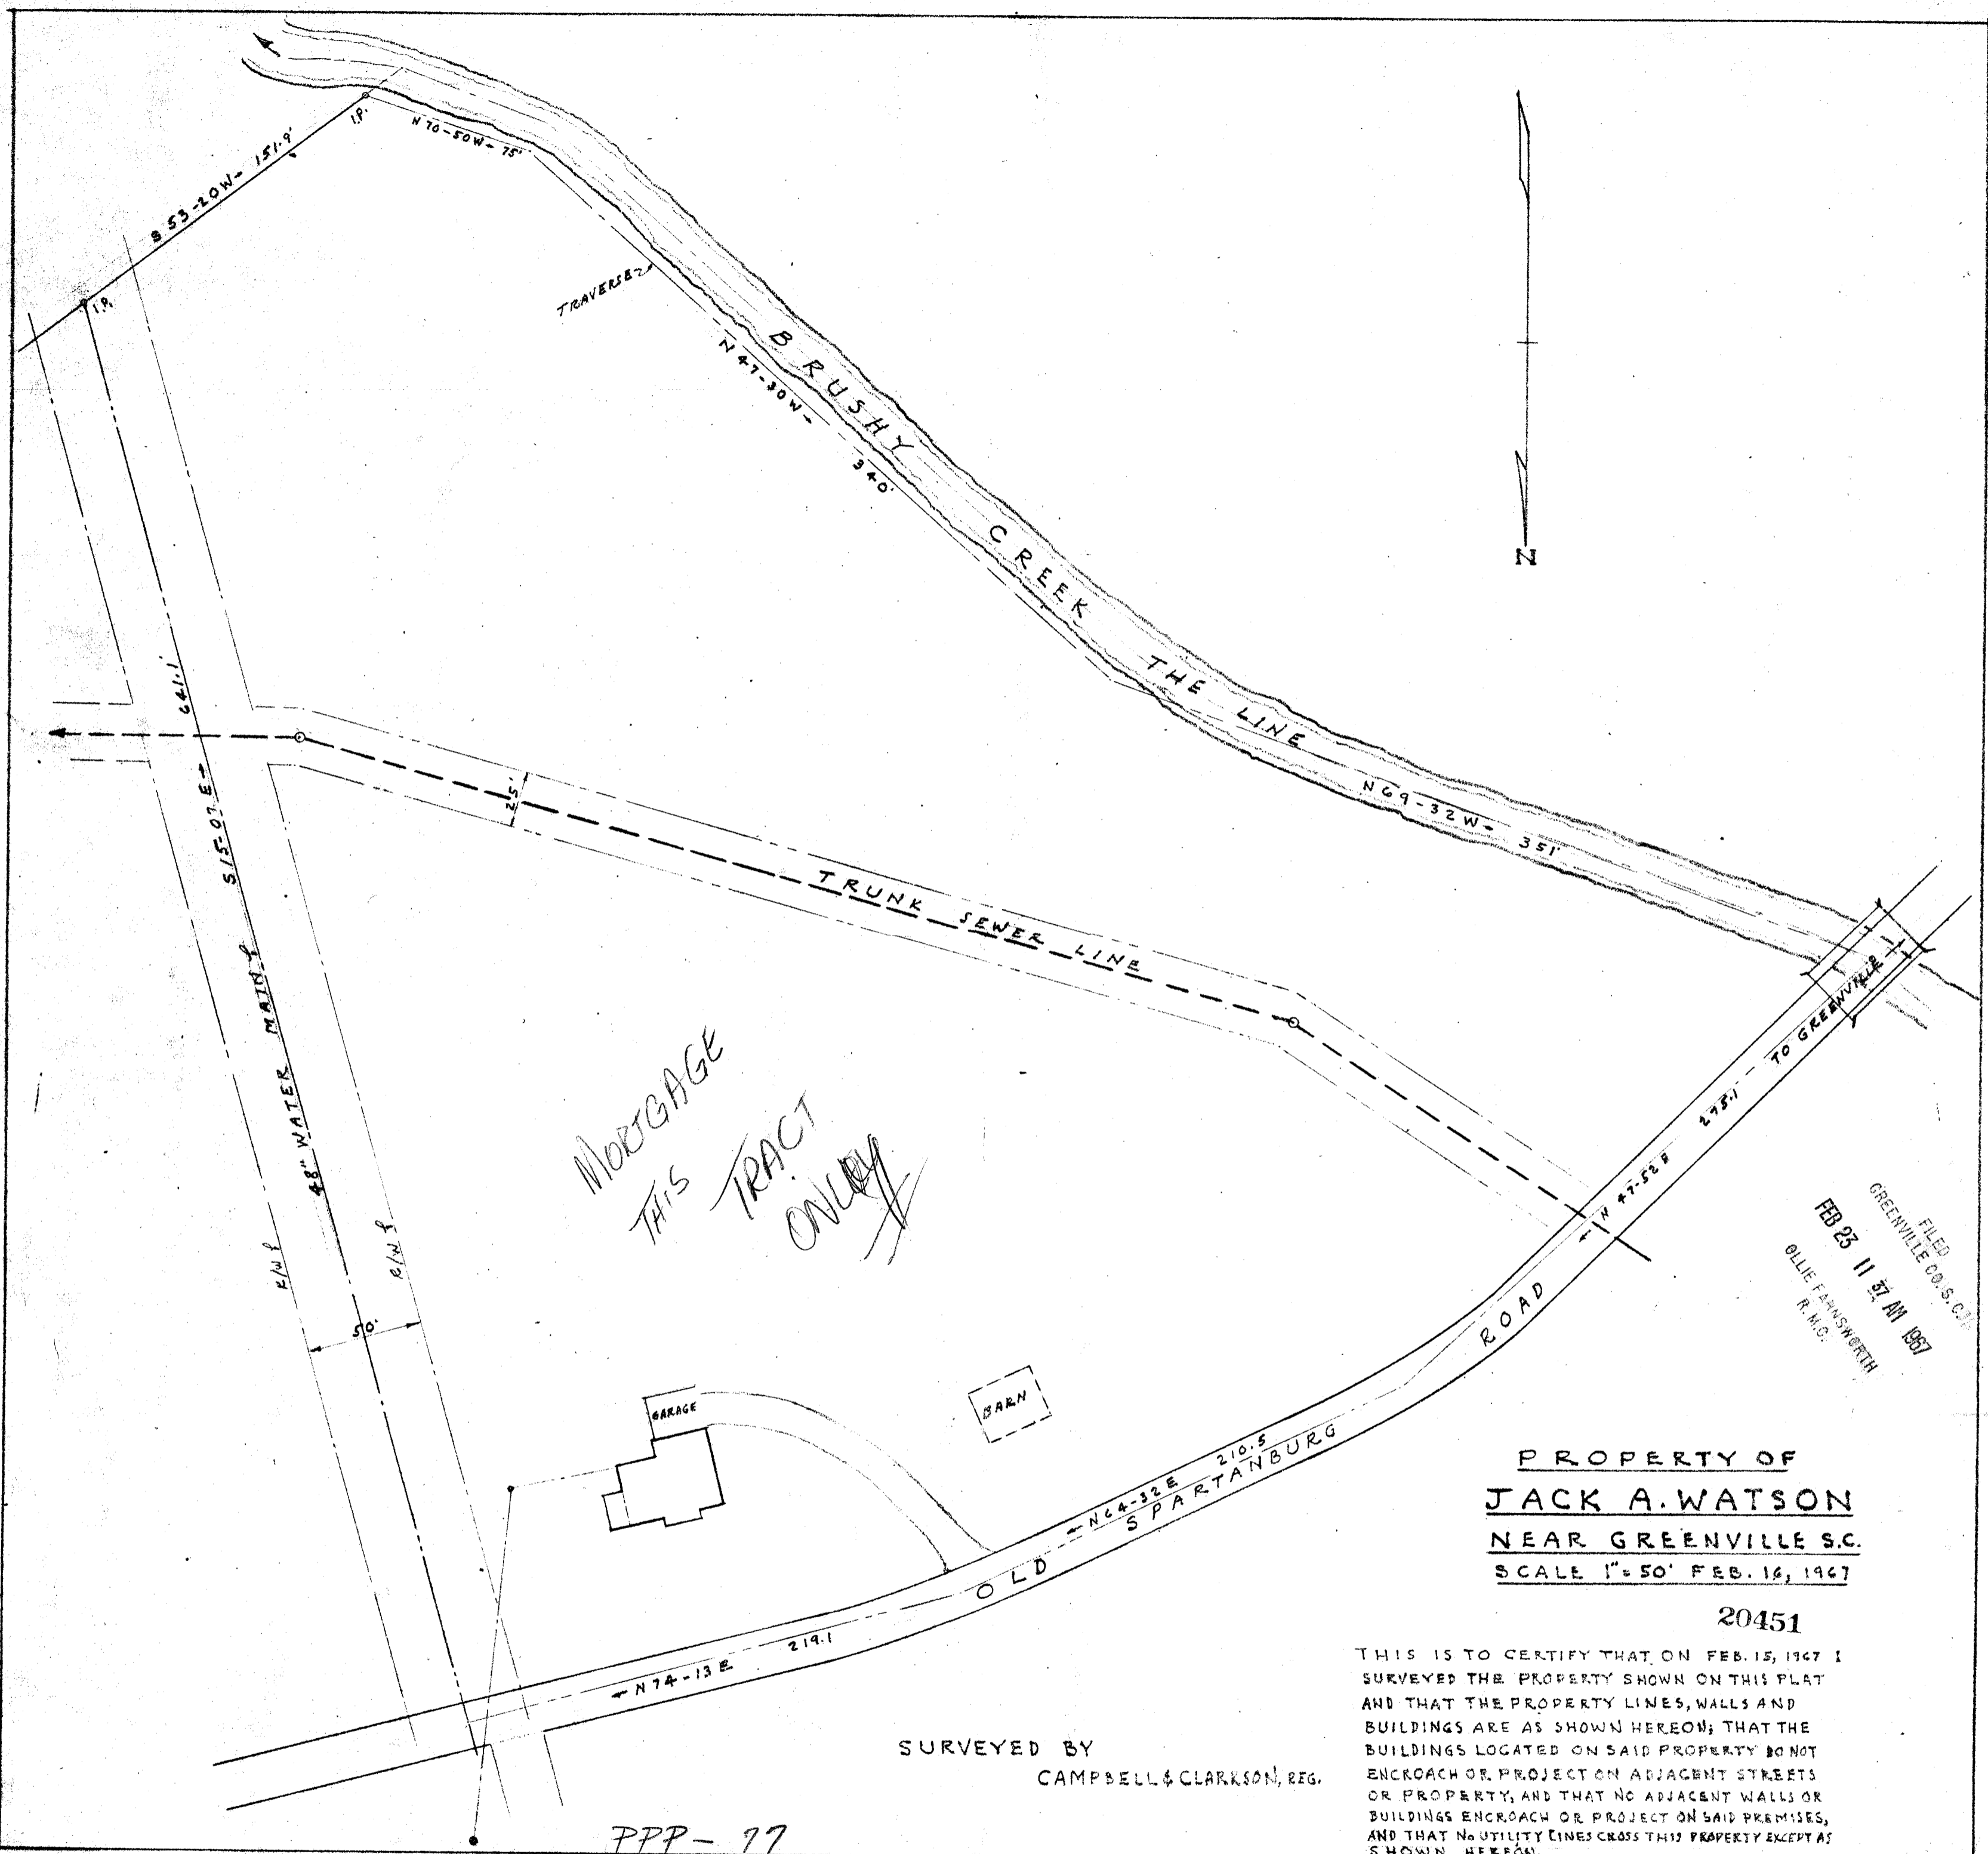 I.P.
N 70-50 W - 75'
S 53-20 W - 151.9'
I.P.
TRAVERSE
BRUSHY CREEK THE LINE
N 47-30 W -
340'
N
N 69-32 W - 351'
641.1'
S 15-07 E
25'
TRUNK SEWER LINE
48" WATER MAIN
R/W
R/W
50'
MORTGAGE
THIS TRACT
ONLY
TO GREENVILLE
275.1'
N 47-52 E
FILED
GREENVILLE CO. S. C.
FEB 23 11 37 AM 1967
OLLIE FARNSWORTH
R.M.C.
GARAGE
BARN
N 64-32 E 210.5
OLD SPARTANBURG ROAD
N 74-13 E 219.1
PROPERTY OF
JACK A. WATSON
NEAR GREENVILLE S.C.
SCALE 1" = 50' FEB. 16, 1967
20451
THIS IS TO CERTIFY THAT ON FEB. 15, 1967 I
SURVEYED THE PROPERTY SHOWN ON THIS PLAT
AND THAT THE PROPERTY LINES, WALLS AND
BUILDINGS ARE AS SHOWN HEREON; THAT THE
BUILDINGS LOCATED ON SAID PROPERTY DO NOT
ENCROACH OR PROJECT ON ADJACENT STREETS
OR PROPERTY, AND THAT NO ADJACENT WALLS OR
BUILDINGS ENCROACH OR PROJECT ON SAID PREMISES,
AND THAT NO UTILITY LINES CROSS THIS PROPERTY EXCEPT AS
SHOWN HEREON
SURVEYED BY
CAMPBELL & CLARKSON, REG.
PPP - 77